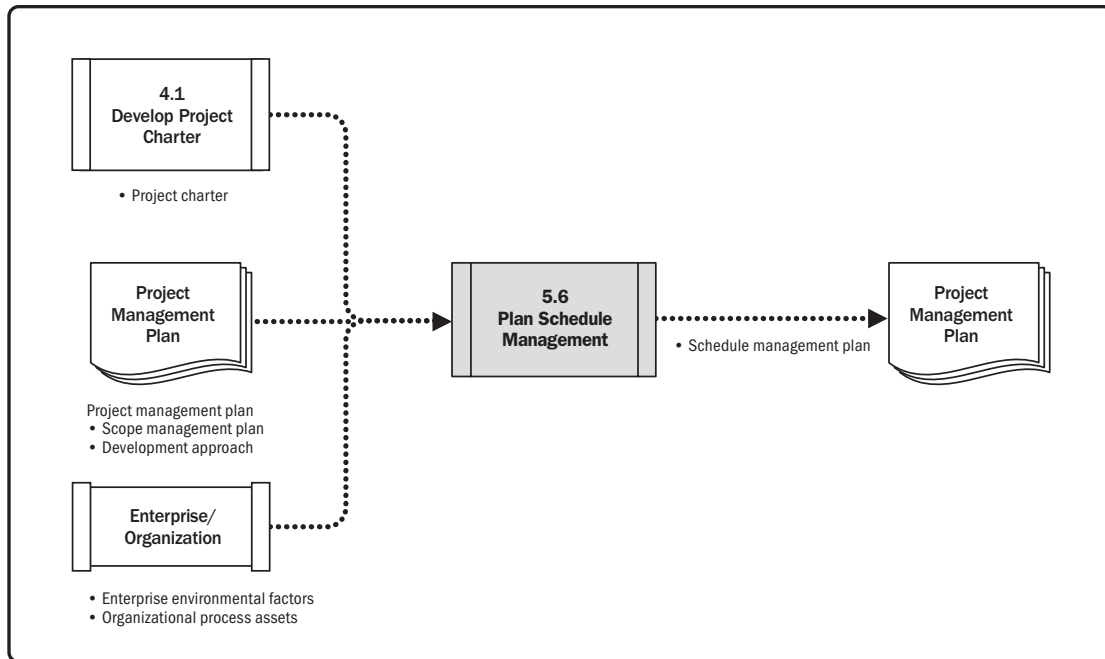 4.1
Develop Project
Charter
• Project charter
Project
Management
Plan
Project management plan
• Scope management plan
• Development approach
Enterprise/
Organization
• Enterprise environmental factors
• Organizational process assets
5.6
Plan Schedule
Management
• Schedule management plan
Project
Management
Plan